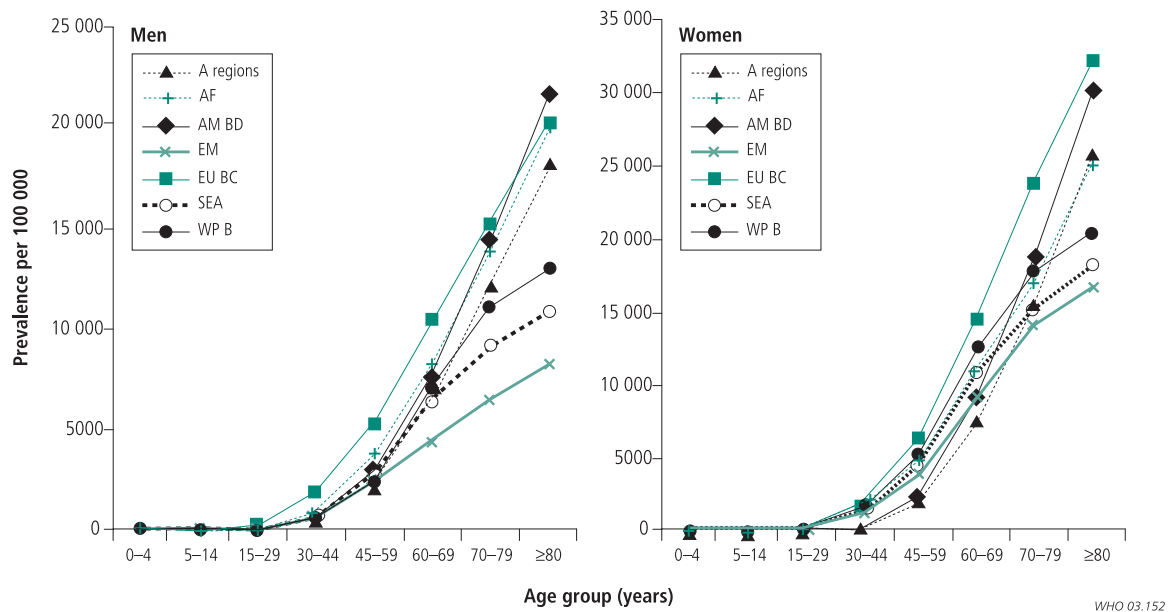 Men
A regions
AF
AM BD
EM
EU BC
SEA
WP B
Prevalence per 100 000
25 000
20 000
15 000
10 000
5000
0
0–4
5–14
15–29
30–44
45–59
60–69
70–79
≥80
Women
A regions
AF
AM BD
EM
EU BC
SEA
WP B
35 000
30 000
25 000
20 000
15 000
10 000
5000
0
0–4
5–14
15–29
30–44
45–59
60–69
70–79
≥80
Age group (years)
WHO 03.152